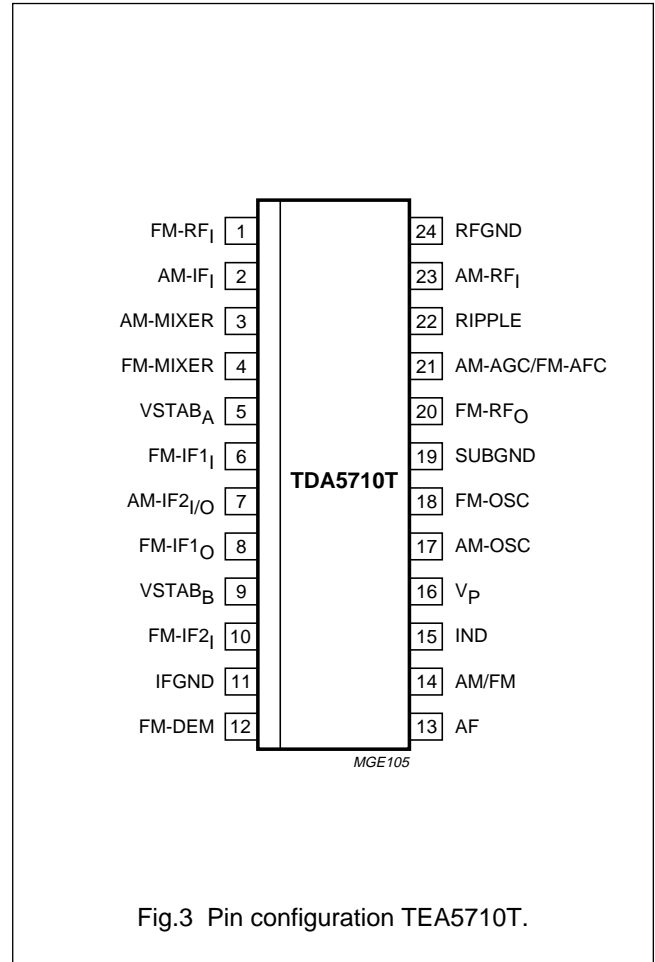 FM-RFI 1
AM-IFI 2
AM-MIXER 3
FM-MIXER 4
VSTABA 5
FM-IF1I 6
AM-IF2I/O 7
FM-IF1O 8
VSTABB 9
FM-IF2I 10
IFGND 11
FM-DEM 12
TDA5710T
24 RFGND
23 AM-RFI
22 RIPPLE
21 AM-AGC/FM-AFC
20 FM-RFO
19 SUBGND
18 FM-OSC
17 AM-OSC
16 VP
15 IND
14 AM/FM
13 AF
MGE105
Fig.3 Pin configuration TEA5710T.